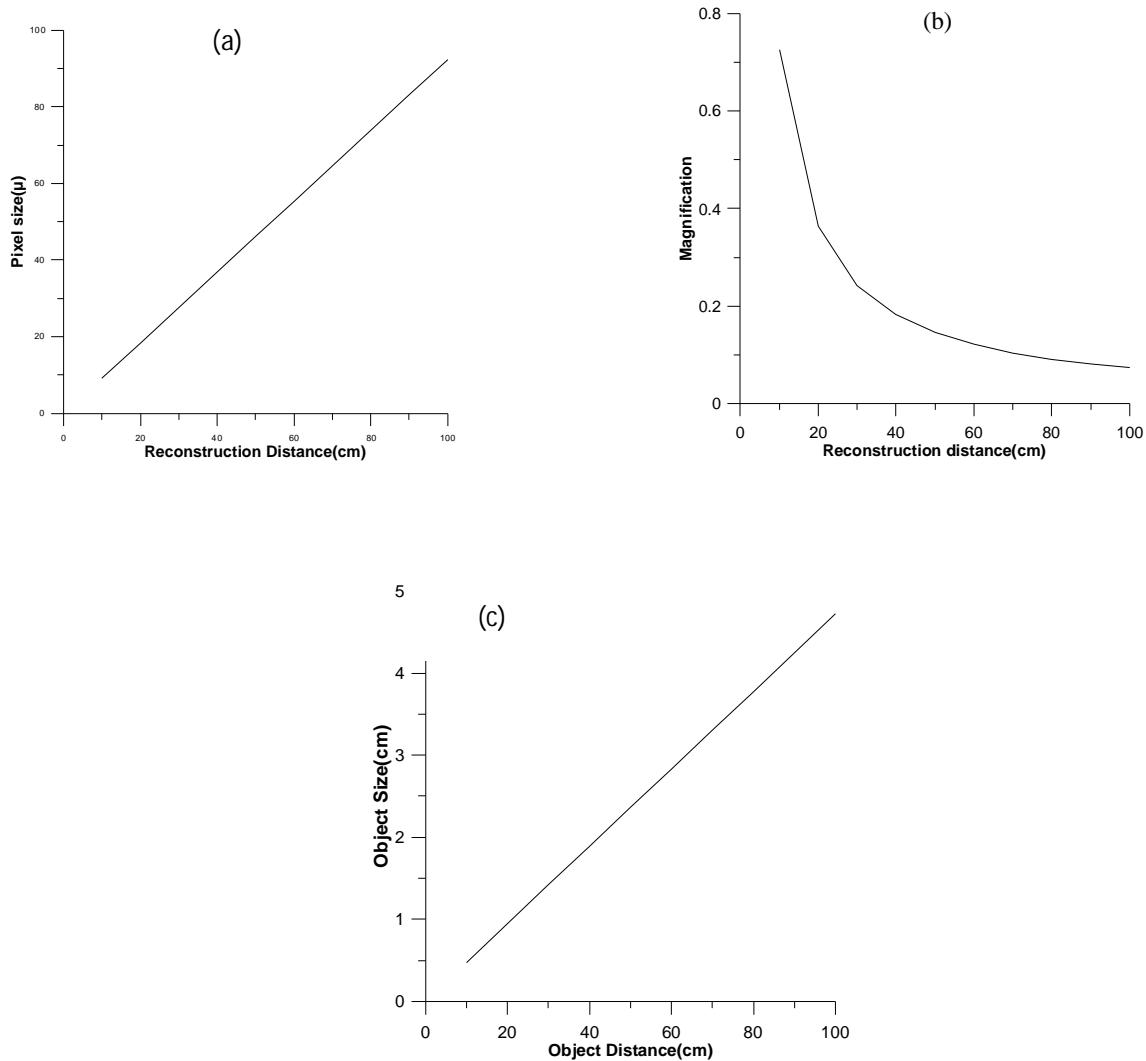 (a)
100
80
60
40
20
0
Pixel size(µ)
0 20 40 60 80 100
Reconstruction Distance(cm)
(b)
0.8
0.6
0.4
0.2
0
Magnification
0 20 40 60 80 100
Reconstruction distance(cm)
(c)
5
4
3
2
1
0
Object Size(cm)
0 20 40 60 80 100
Object Distance(cm)